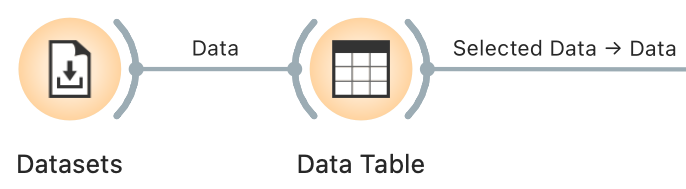 Data
Selected Data → Data
Datasets
Data Table